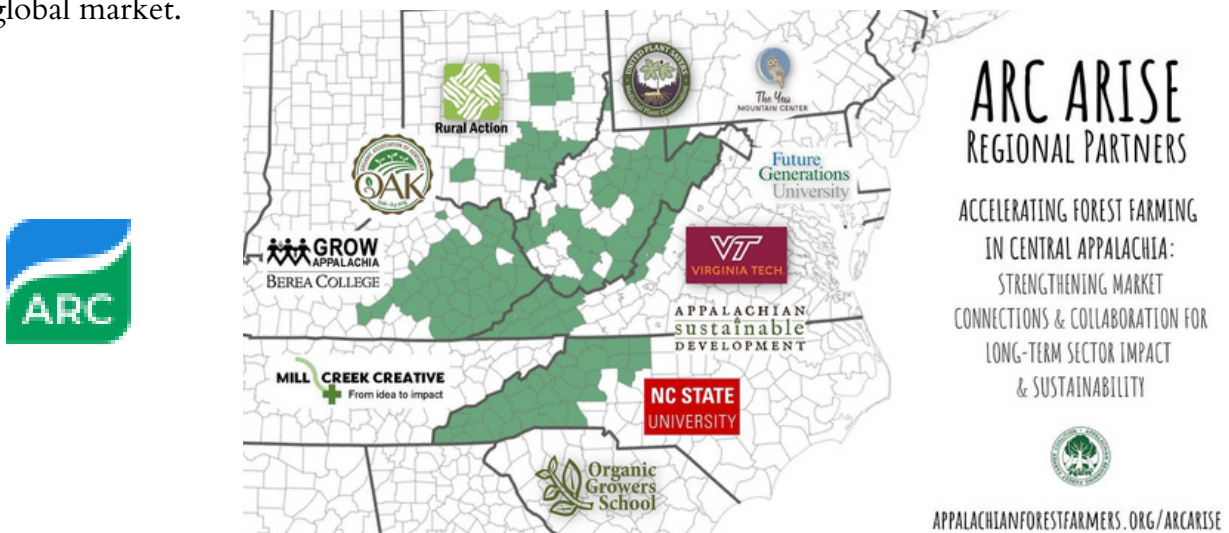 global market.
ARC
Rural Action
UNITED PLANT SAVERS
The Yew
MOUNTAIN CENTER
OAK
Future
Generations
University
GROW
APPALACHIA
BEREA COLLEGE
VT
VIRGINIA TECH.
APPALACHIAN
sustainable
DEVELOPMENT
MILL CREEK CREATIVE
From idea to impact
NC STATE
UNIVERSITY
Organic
Growers
School
ARC ARISE
REGIONAL PARTNERS
ACCELERATING FOREST FARMING
IN CENTRAL APPALACHIA:
STRENGTHENING MARKET
CONNECTIONS & COLLABORATION FOR
LONG-TERM SECTOR IMPACT
& SUSTAINABILITY
APPALACHIANFORESTFARMERS.ORG/ARCARISE